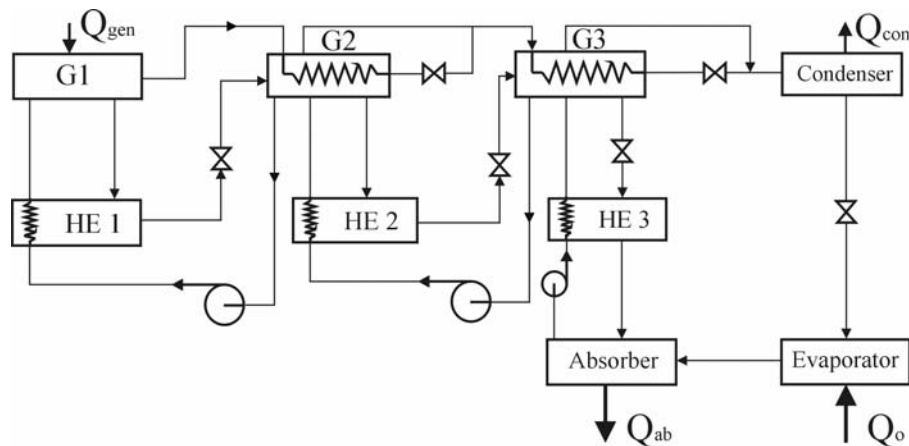 Qgen
G1
G2
G3
Qcon
Condenser
HE 1
HE 2
HE 3
Absorber
Evaporator
Qab
Qo